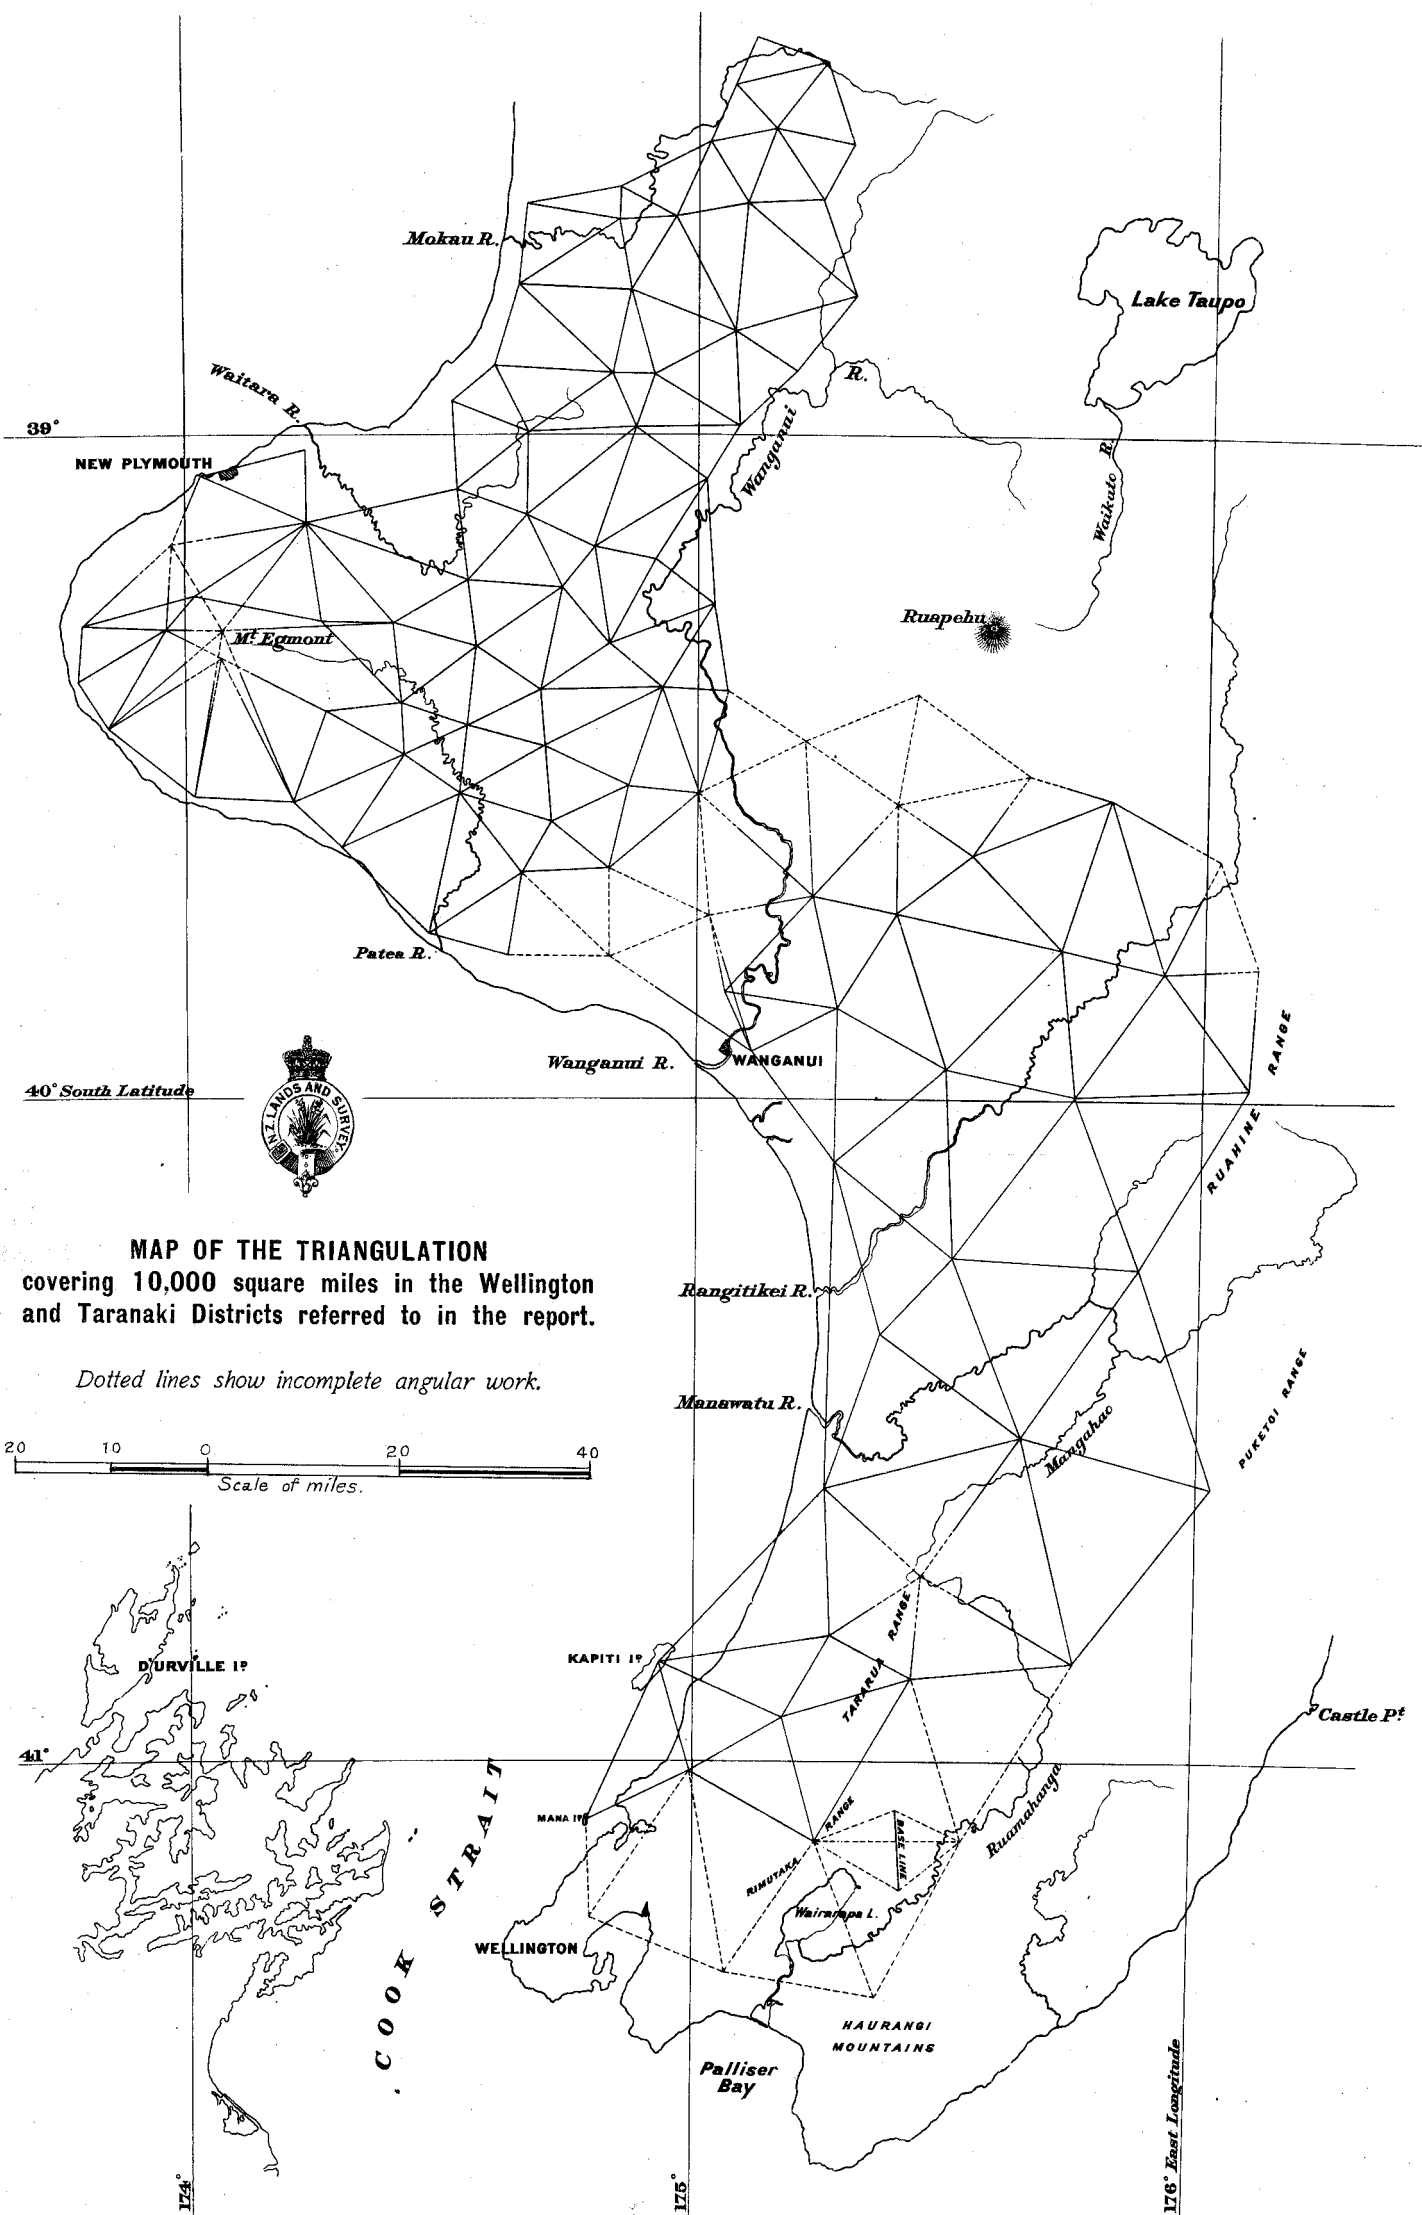 Mokau R.
Lake Taupo
Waitara R.
R.
39°
Wanganui
Waikato R.
NEW PLYMOUTH
Ruapehu
Mt Egmont
Patea R.
Wanganui R.
WANGANUI
RUAHINE RANGE
40° South Latitude
N.Z. LANDS AND SURVEY.
MAP OF THE TRIANGULATION
covering 10,000 square miles in the Wellington
and Taranaki Districts referred to in the report.
Rangitikei R.
Dotted lines show incomplete angular work.
Manawatu R.
PUKETOI RANGE
Mangahao
20 10 0 20 40
Scale of miles.
KAPITI Id
TARARUA RANGE
D'URVILLE Id
Castle Pt
41°
COOK STRAIT
MANA Id
RIMUTAKA RANGE
BASE LINE
Ruamahanga
Wairarapa L.
WELLINGTON
HAURANGI
MOUNTAINS
Palliser
Bay
174°
175°
176° East Longitude